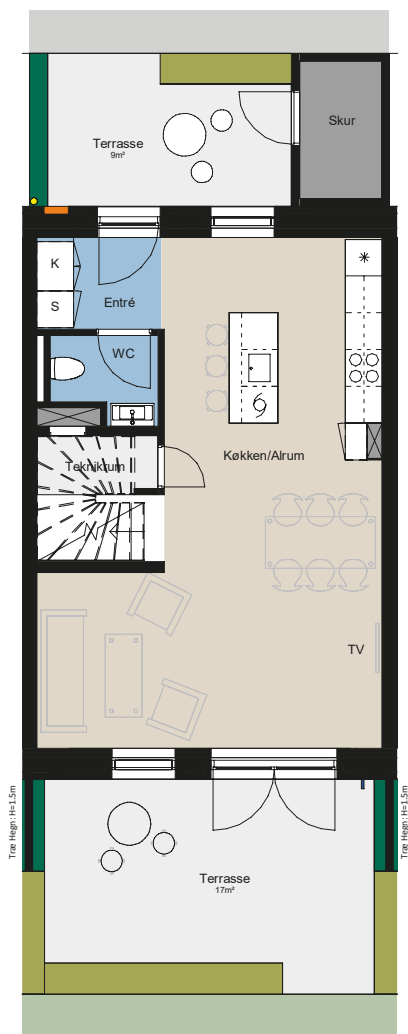 Terrasse
9m²
Skur
K
S
Entré
WC
Køkken/Alrum
Teknikrum
TV
Træ Hegn: H=1.5m
Træ Hegn: H=1.5m
Terrasse
17m²